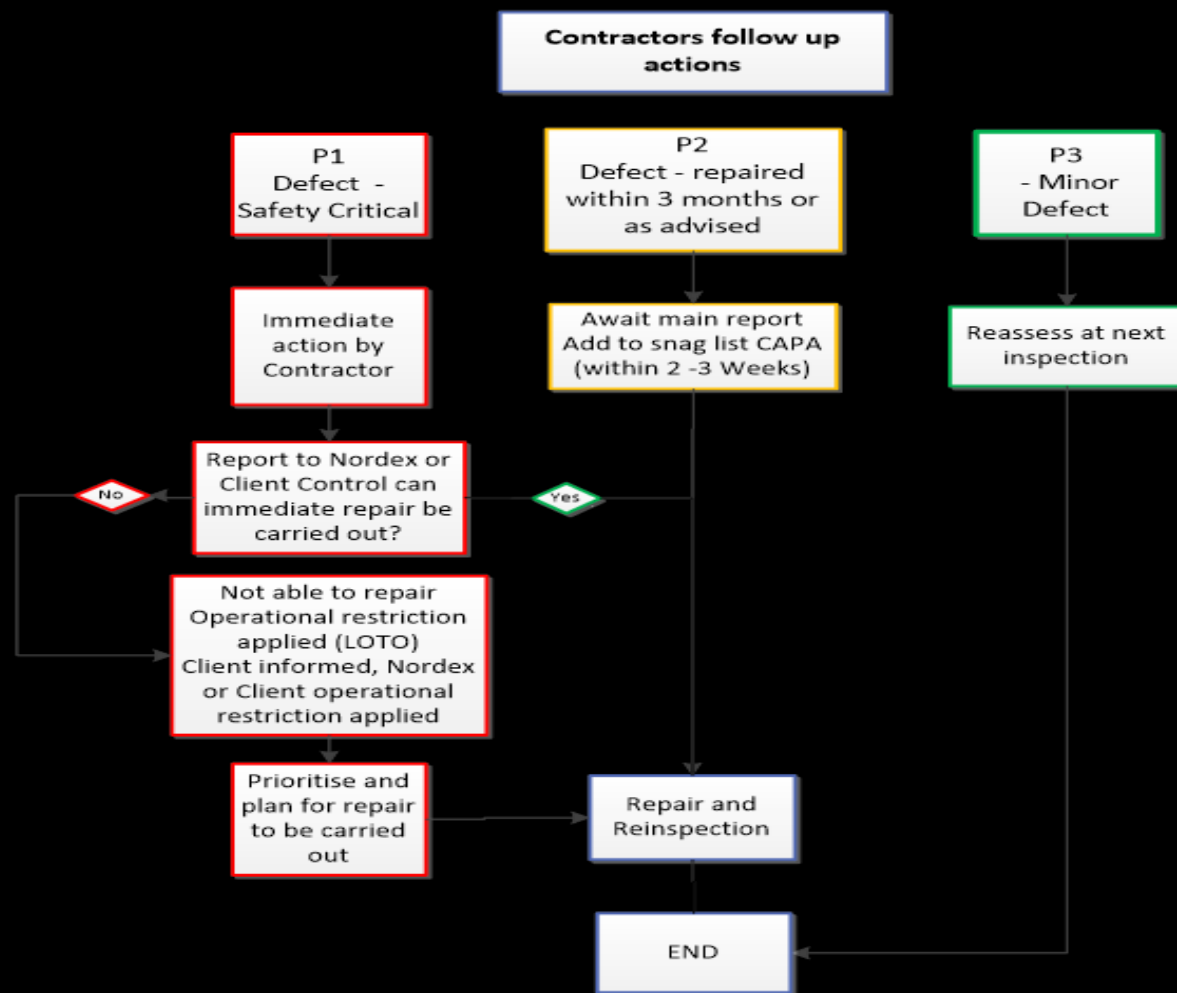 Contractors follow up
actions
P1
Defect  -
Safety Critical
P2
Defect - repaired
within 3 months or
as advised
P3
- Minor
Defect
Immediate
action by
Contractor
Await main report
Add to snag list CAPA
(within 2 -3 Weeks)
Reassess at next
inspection
Report to Nordex or
Client Control can
immediate repair be
carried out?
No
Yes
Not able to repair
Operational restriction
applied (LOTO)
Client informed, Nordex
or Client operational
restriction applied
Prioritise and
plan for repair
to be carried
out
Repair and
Reinspection
END